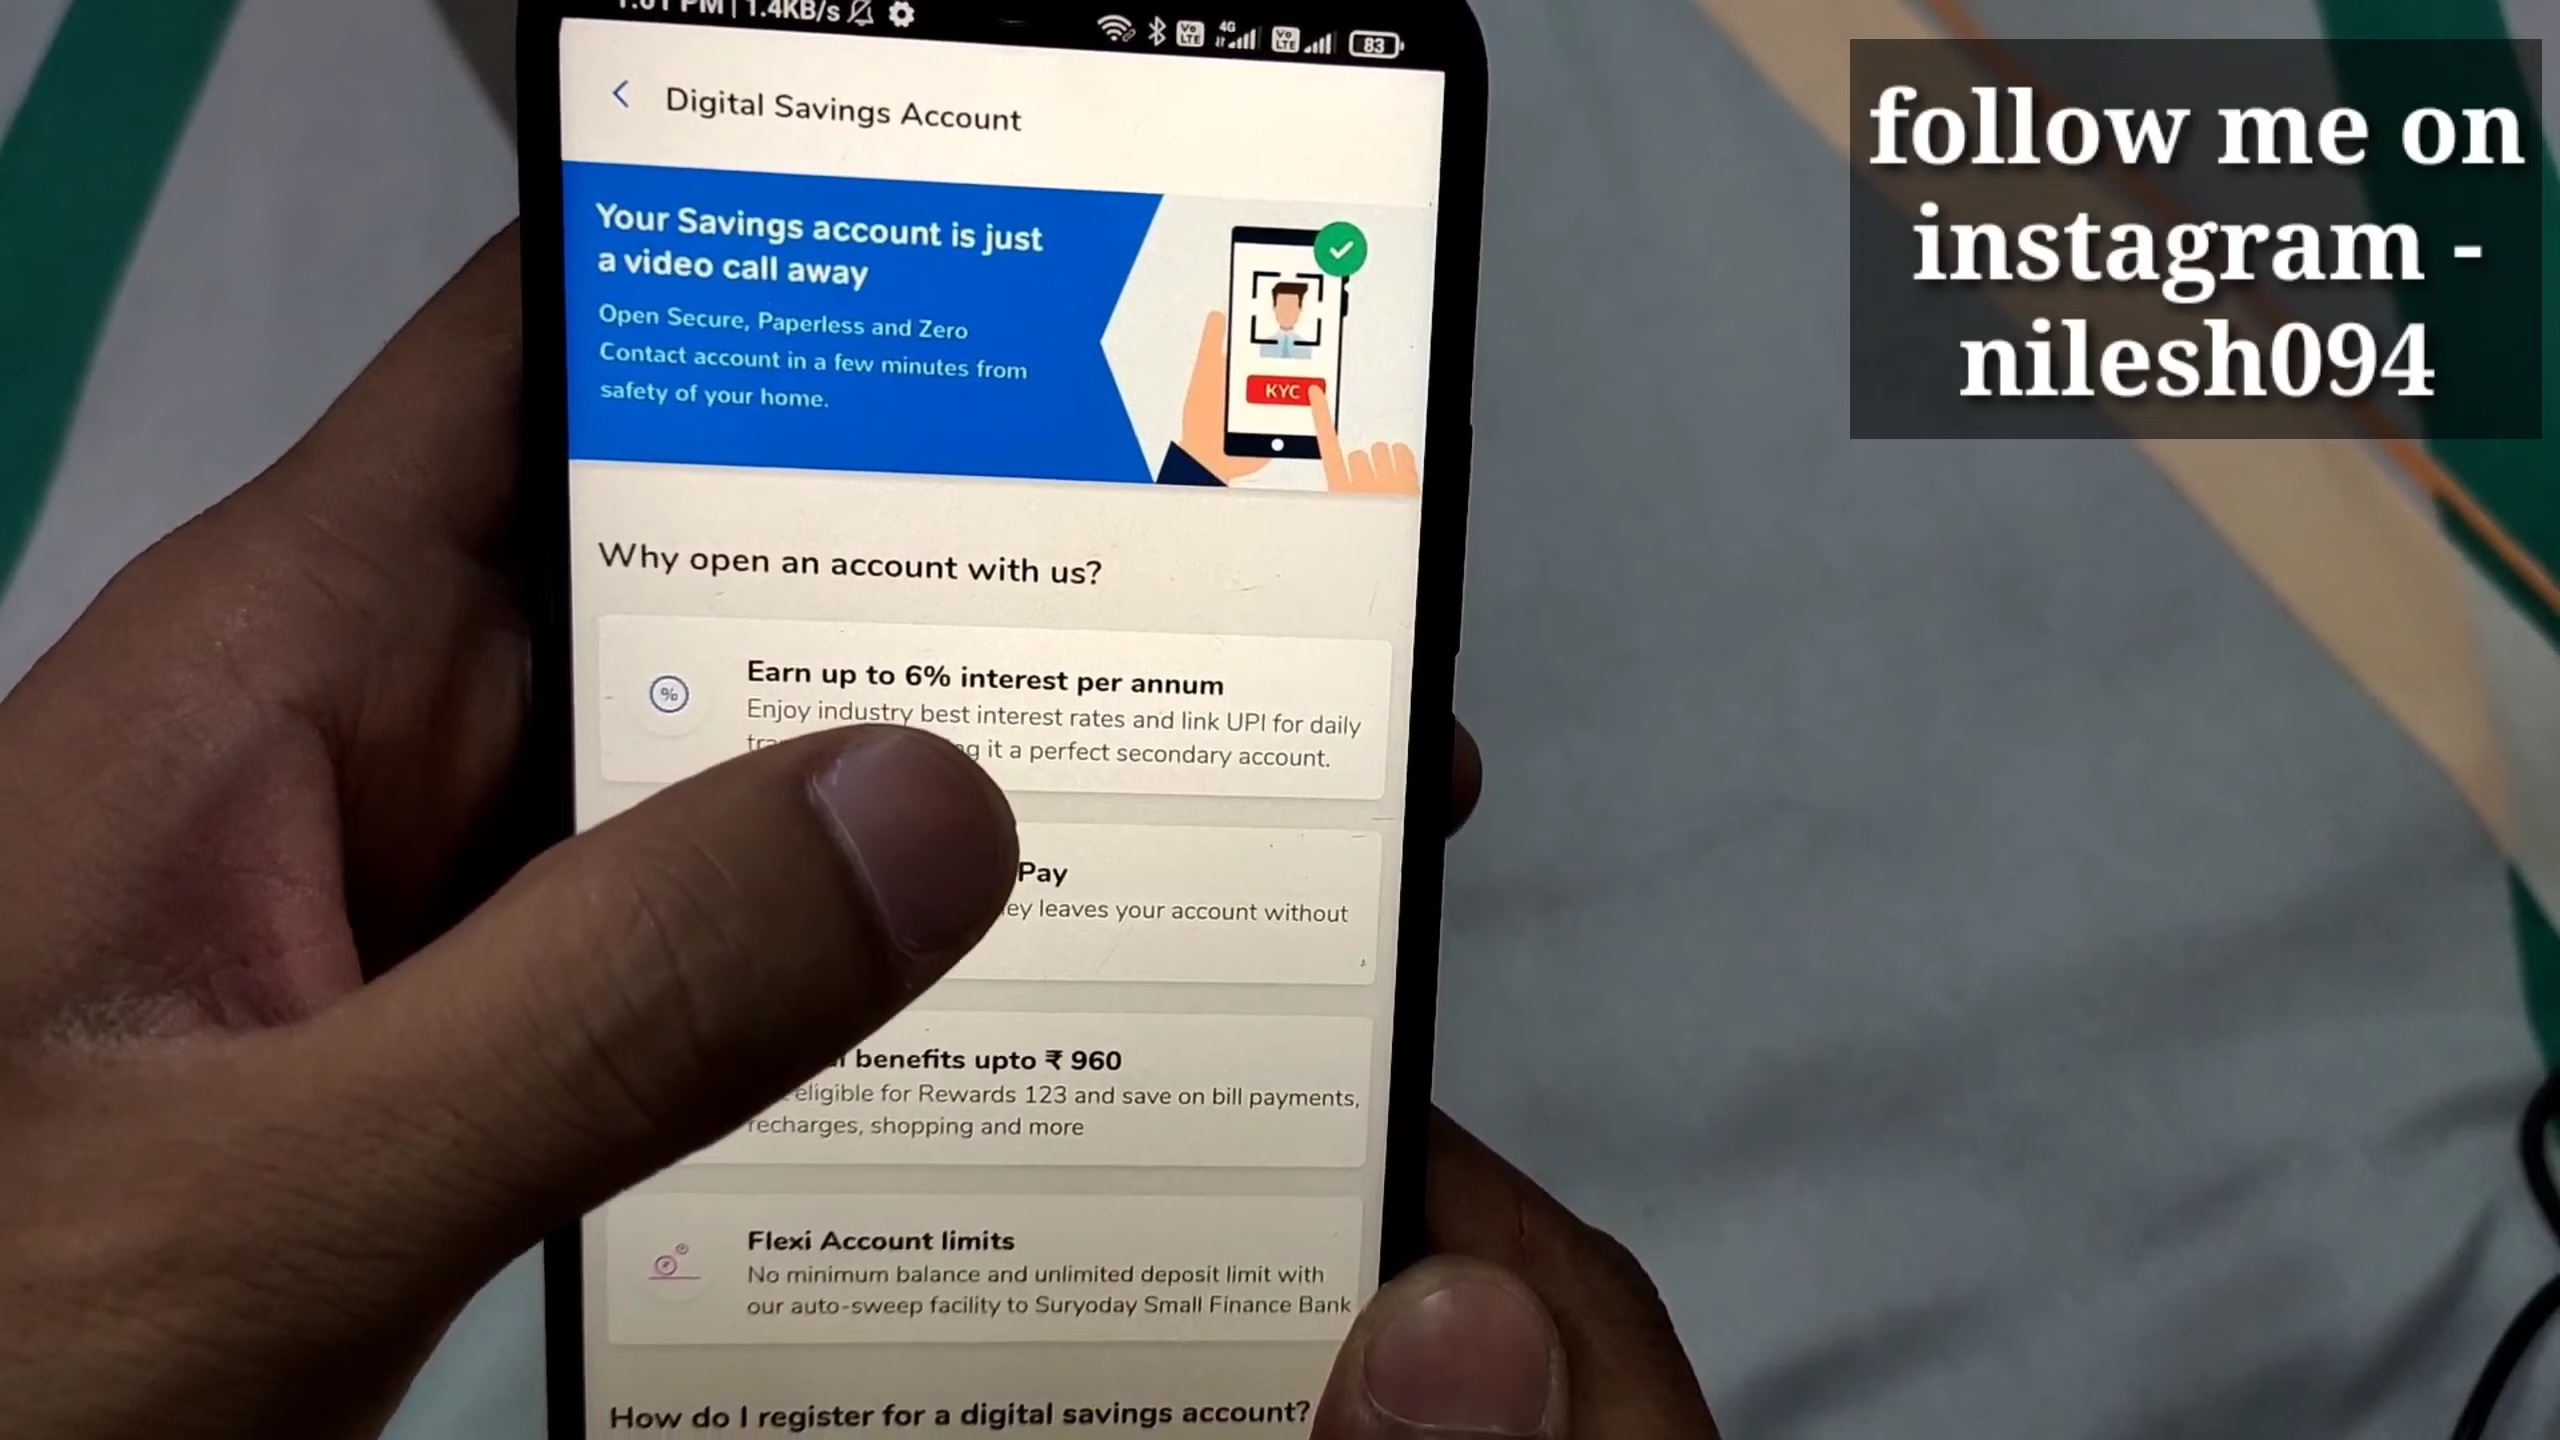 PM | 1.4KB/s
4G
83
Digital Savings Account
Your Savings account is just
a video call away
Open Secure, Paperless and Zero
Contact account in a few minutes from
safety of your home.
KYC
Why open an account with us?
%
Earn up to 6% interest per annum
Enjoy industry best interest rates and link UPI for daily
it a perfect secondary account.
Pay
leaves your account without
benefits upto ₹ 960
eligible for Rewards 123 and save on bill payments,
recharges, shopping and more
Flexi Account limits
No minimum balance and unlimited deposit limit with
our auto-sweep facility to Suryoday Small Finance Bank
How do I register for a digital savings account?
follow me on
instagram -
nilesh094